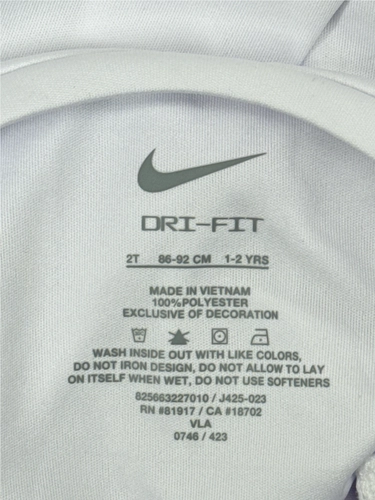 DRI-FIT
2T 86-92 CM 1-2 YRS
MADE IN VIETNAM
100%POLYESTER
EXCLUSIVE OF DECORATION
WASH INSIDE OUT WITH LIKE COLORS,
DO NOT IRON DESIGN, DO NOT ALLOW TO LAY
ON ITSELF WHEN WET, DO NOT USE SOFTENERS
825663227010 / J425-023
RN #81917 / CA #18702
VLA
0746 / 423